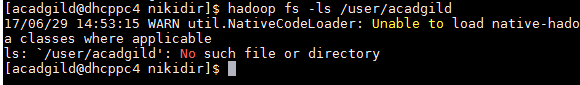 [acadgild@dhcppc4 nikidir]$ hadoop fs -ls /user/acadgild
17/06/29 14:53:15 WARN util.NativeCodeLoader: Unable to load native-hado
a classes where applicable
ls: `/user/acadgild': No such file or directory
[acadgild@dhcppc4 nikidir]$